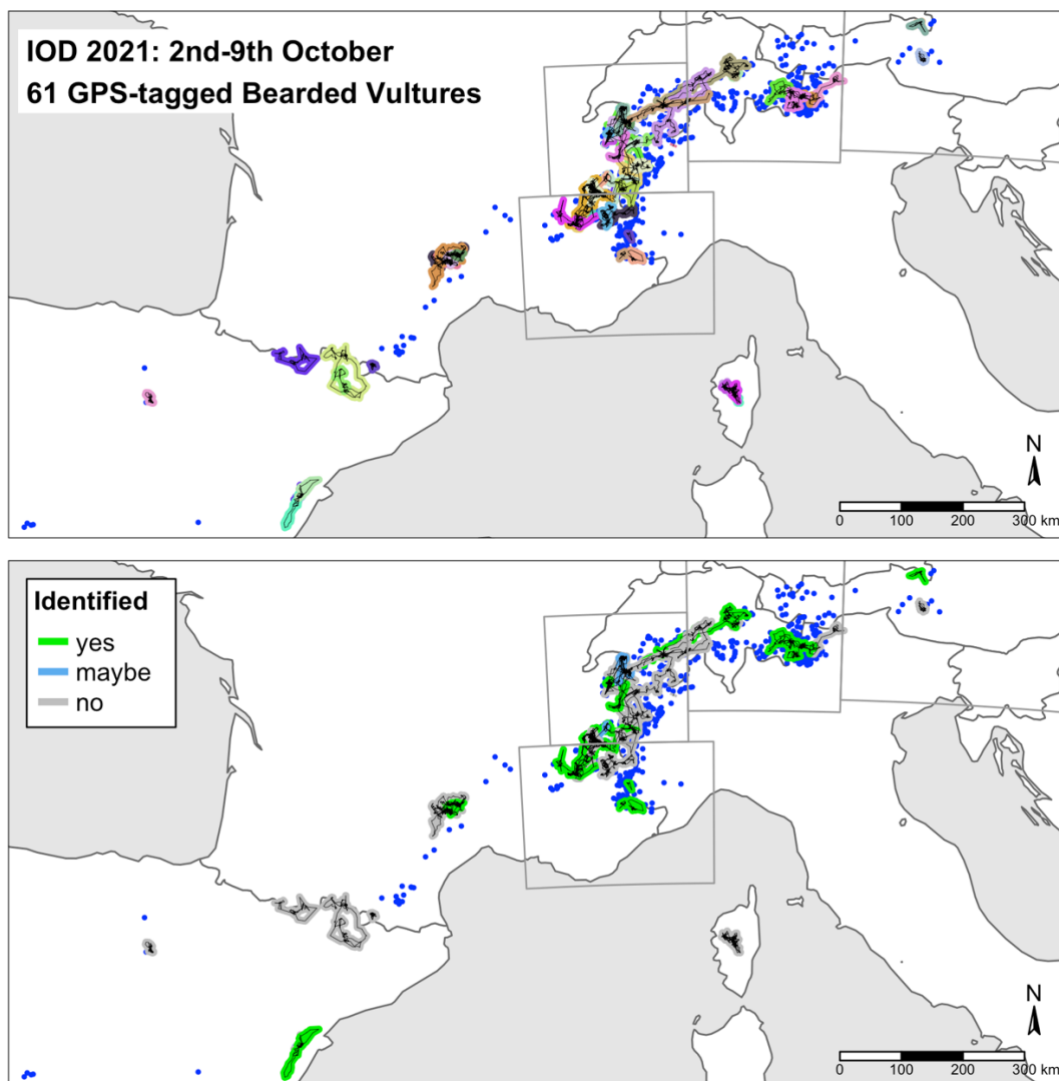 IOD 2021: 2nd-9th October
61 GPS-tagged Bearded Vultures
N
0 100 200 300 km
Identified
yes
maybe
no
N
0 100 200 300 km